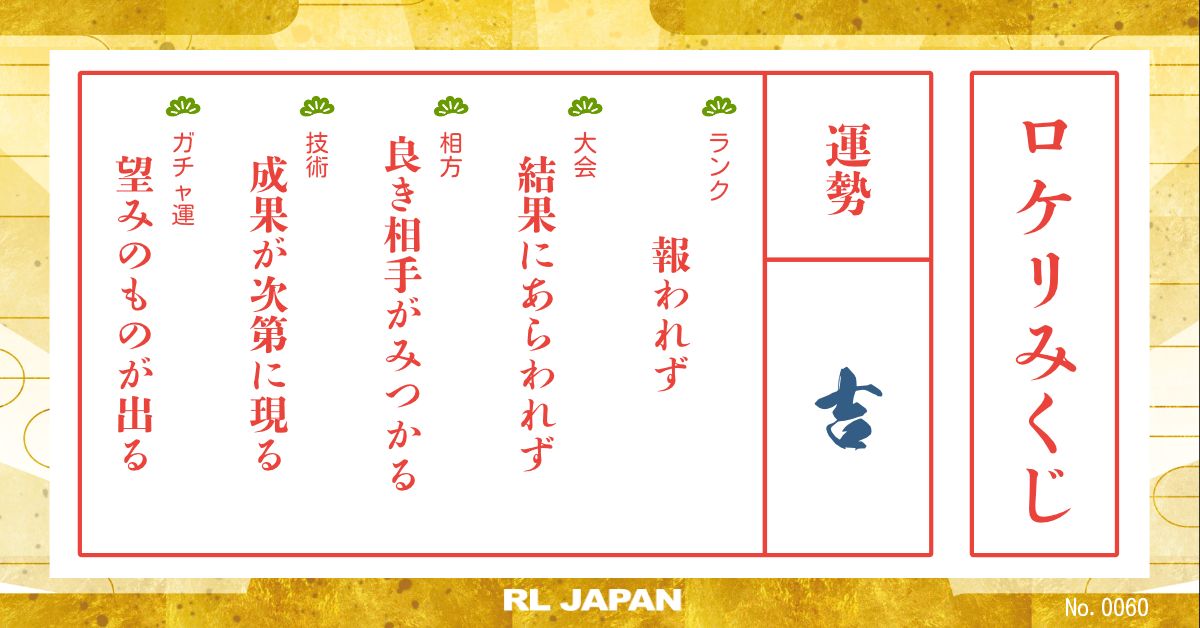 ロケリみくじ
運勢
吉
ランク
報われず
大会
結果にあらわれず
相方
良き相手がみつかる
技術
成果が次第に現る
ガチャ運
望みのものが出る
RL JAPAN
No. 0060